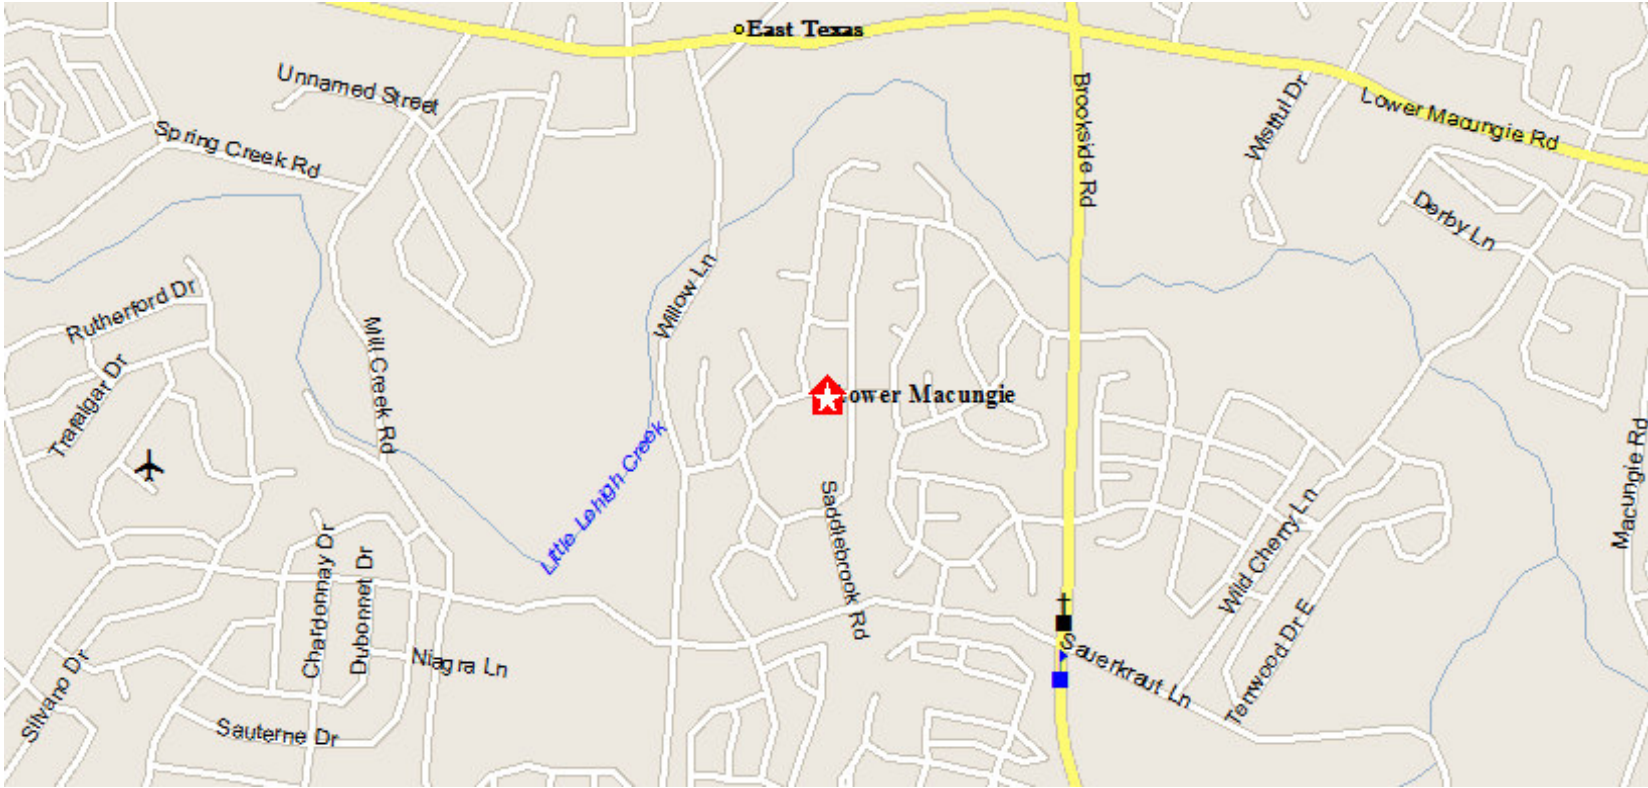 East Texas
Unnamed Street
Brookside Rd
Wistful Dr
Lower Macungie Rd
Spring Creek Rd
Derby Ln
Willow Ln
Rutherford Dr
Mill Creek Rd
Trafalgar Dr
Lower Macungie
Little Lehigh Creek
Macungie Rd
Saddlebrook Rd
Wild Cherry Ln
Chardonnay Dr
Dubonnet Dr
Ternwood Dr E
Sauerkraut Ln
Niagra Ln
Silvano Dr
Sauterne Dr